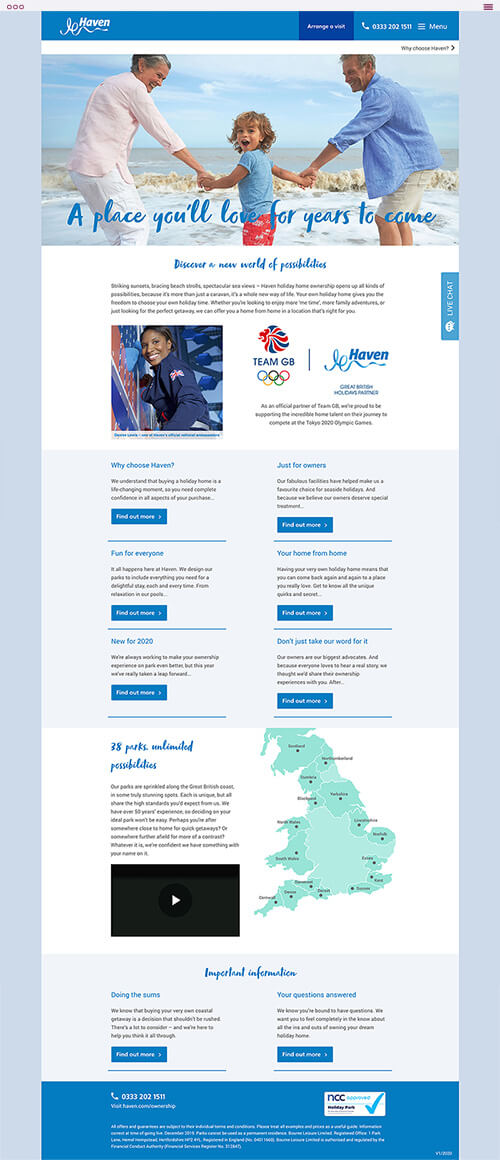 Haven
Arrange a visit
0333 202 1511
Menu
Why choose Haven?
A place you'll love for years to come
Discover a new world of possibilities
Striking sunsets, bracing beach strolls, spectacular sea views – Haven holiday home ownership opens up all kinds of
possibilities, because it's more than just a caravan, it's a whole new way of life. Your own holiday home gives you the
freedom to choose your own holiday time. Whether you're looking to enjoy more 'me time', more family adventures, or
just looking for the perfect getaway, we can offer you a home from home in a location that's right for you.
LIVE CHAT
TEAM GB
Haven
GREAT BRITISH
HOLIDAYS PARTNER
Denise Lewis – one of Haven's official national ambassadors
As an official partner of Team GB, we're proud to be
supporting the incredible home talent on their journey to
compete at the Tokyo 2020 Olympic Games.
Why choose Haven?
We understand that buying a holiday home is a
life-changing moment, so you need complete
confidence in all aspects of your purchase...
Find out more
Just for owners
Our fabulous facilities have helped make us a
favourite choice for seaside holidays. And
because we believe our owners deserve special
treatment...
Find out more
Fun for everyone
It all happens here at Haven. We design our
parks to include everything you need for a
delightful stay, each and every time. From
relaxation in our pools...
Find out more
Your home from home
Having your very own holiday home means that
you can come back again and again to a place
you really love. Get to know all the unique
quirks and secret...
Find out more
New for 2020
We're always working to make your ownership
experience on park even better, but this year
we've really taken a leap forward...
Find out more
Don't just take our word for it
Our owners are our biggest advocates. And
because everyone loves to hear a real story, we
thought we'd share their ownership
experiences with you. After...
Find out more
38 parks, unlimited
possibilities
Our parks are sprinkled along the Great British coast,
in some truly stunning spots. Each is unique, but all
share the high standards you'd expect from us. We
have over 50 years' experience, so deciding on your
ideal park won't be easy. Perhaps you're after
somewhere close to home for quick getaways? Or
somewhere further afield for more of a contrast?
Whatever it is, we're confident we have something with
your name on it.
Scotland
Northumberland
Cumbria
Yorkshire
Blackpool
Lincolnshire
North Wales
Norfolk
South Wales
Essex
Kent
Somerset
Sussex
Devon
Dorset
Cornwall
Important information
Doing the sums
We know that buying your very own coastal
getaway is a decision that shouldn't be rushed.
There's a lot to consider – and we're here to
help you think it all through.
Find out more
Your questions answered
We know you're bound to have questions. We
want you to feel completely in the know about
all the ins and outs of owning your dream
holiday home.
Find out more
0333 202 1511
Visit haven.com/ownership
ncc approved
Holiday Park
All offers and guarantees are subject to their individual terms and conditions. Please treat all examples and prices as a useful guide. Information
correct at time of going live. December 2019. Parks cannot be used as a permanent residence. Bourne Leisure Limited. Registered Office: 1 Park
Lane, Hemel Hempstead, Hertfordshire HP2 4YL. Registered in England (No. 04011660). Bourne Leisure Limited is authorised and regulated by the
Financial Conduct Authority (Financial Services Register No. 312847).
V1/2020